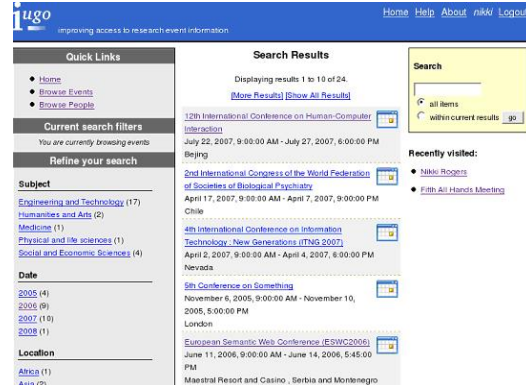 iugo
improving access to research event information
Home Help About nikki Logout
Quick Links
Home
Browse Events
Browse People
Current search filters
You are currently browsing events
Refine your search
Subject
Engineering and Technology (17)
Humanities and Arts (2)
Medicine (1)
Physical and life sciences (1)
Social and Economic Sciences (4)
Date
2005 (4)
2006 (9)
2007 (10)
2008 (1)
Location
Africa (1)
Asia (2)
Search Results
Displaying results 1 to 10 of 24.
[More Results] [Show All Results]
12th International Conference on Human-Computer
Interaction
July 22, 2007, 9:00:00 AM - July 27, 2007, 6:00:00 PM
Beijing
2nd International Congress of the World Federation
of Societies of Biological Psychiatry
April 17, 2007, 9:00:00 AM - April 7, 2007, 9:00:00 PM
Chile
4th International Conference on Information
Technology : New Generations (ITNG 2007)
April 2, 2007, 9:00:00 AM - April 4, 2007, 6:00:00 PM
Nevada
5th Conference on Something
November 6, 2005, 9:00:00 AM - November 10,
2005, 5:00:00 PM
London
European Semantic Web Conference (ESWC2006)
June 11, 2006, 9:00:00 AM - June 14, 2006, 5:45:00
PM
Maestral Resort and Casino , Serbia and Montenegro
Search
all items
within current results go
Recently visited:
Nikki Rogers
Fifth All Hands Meeting